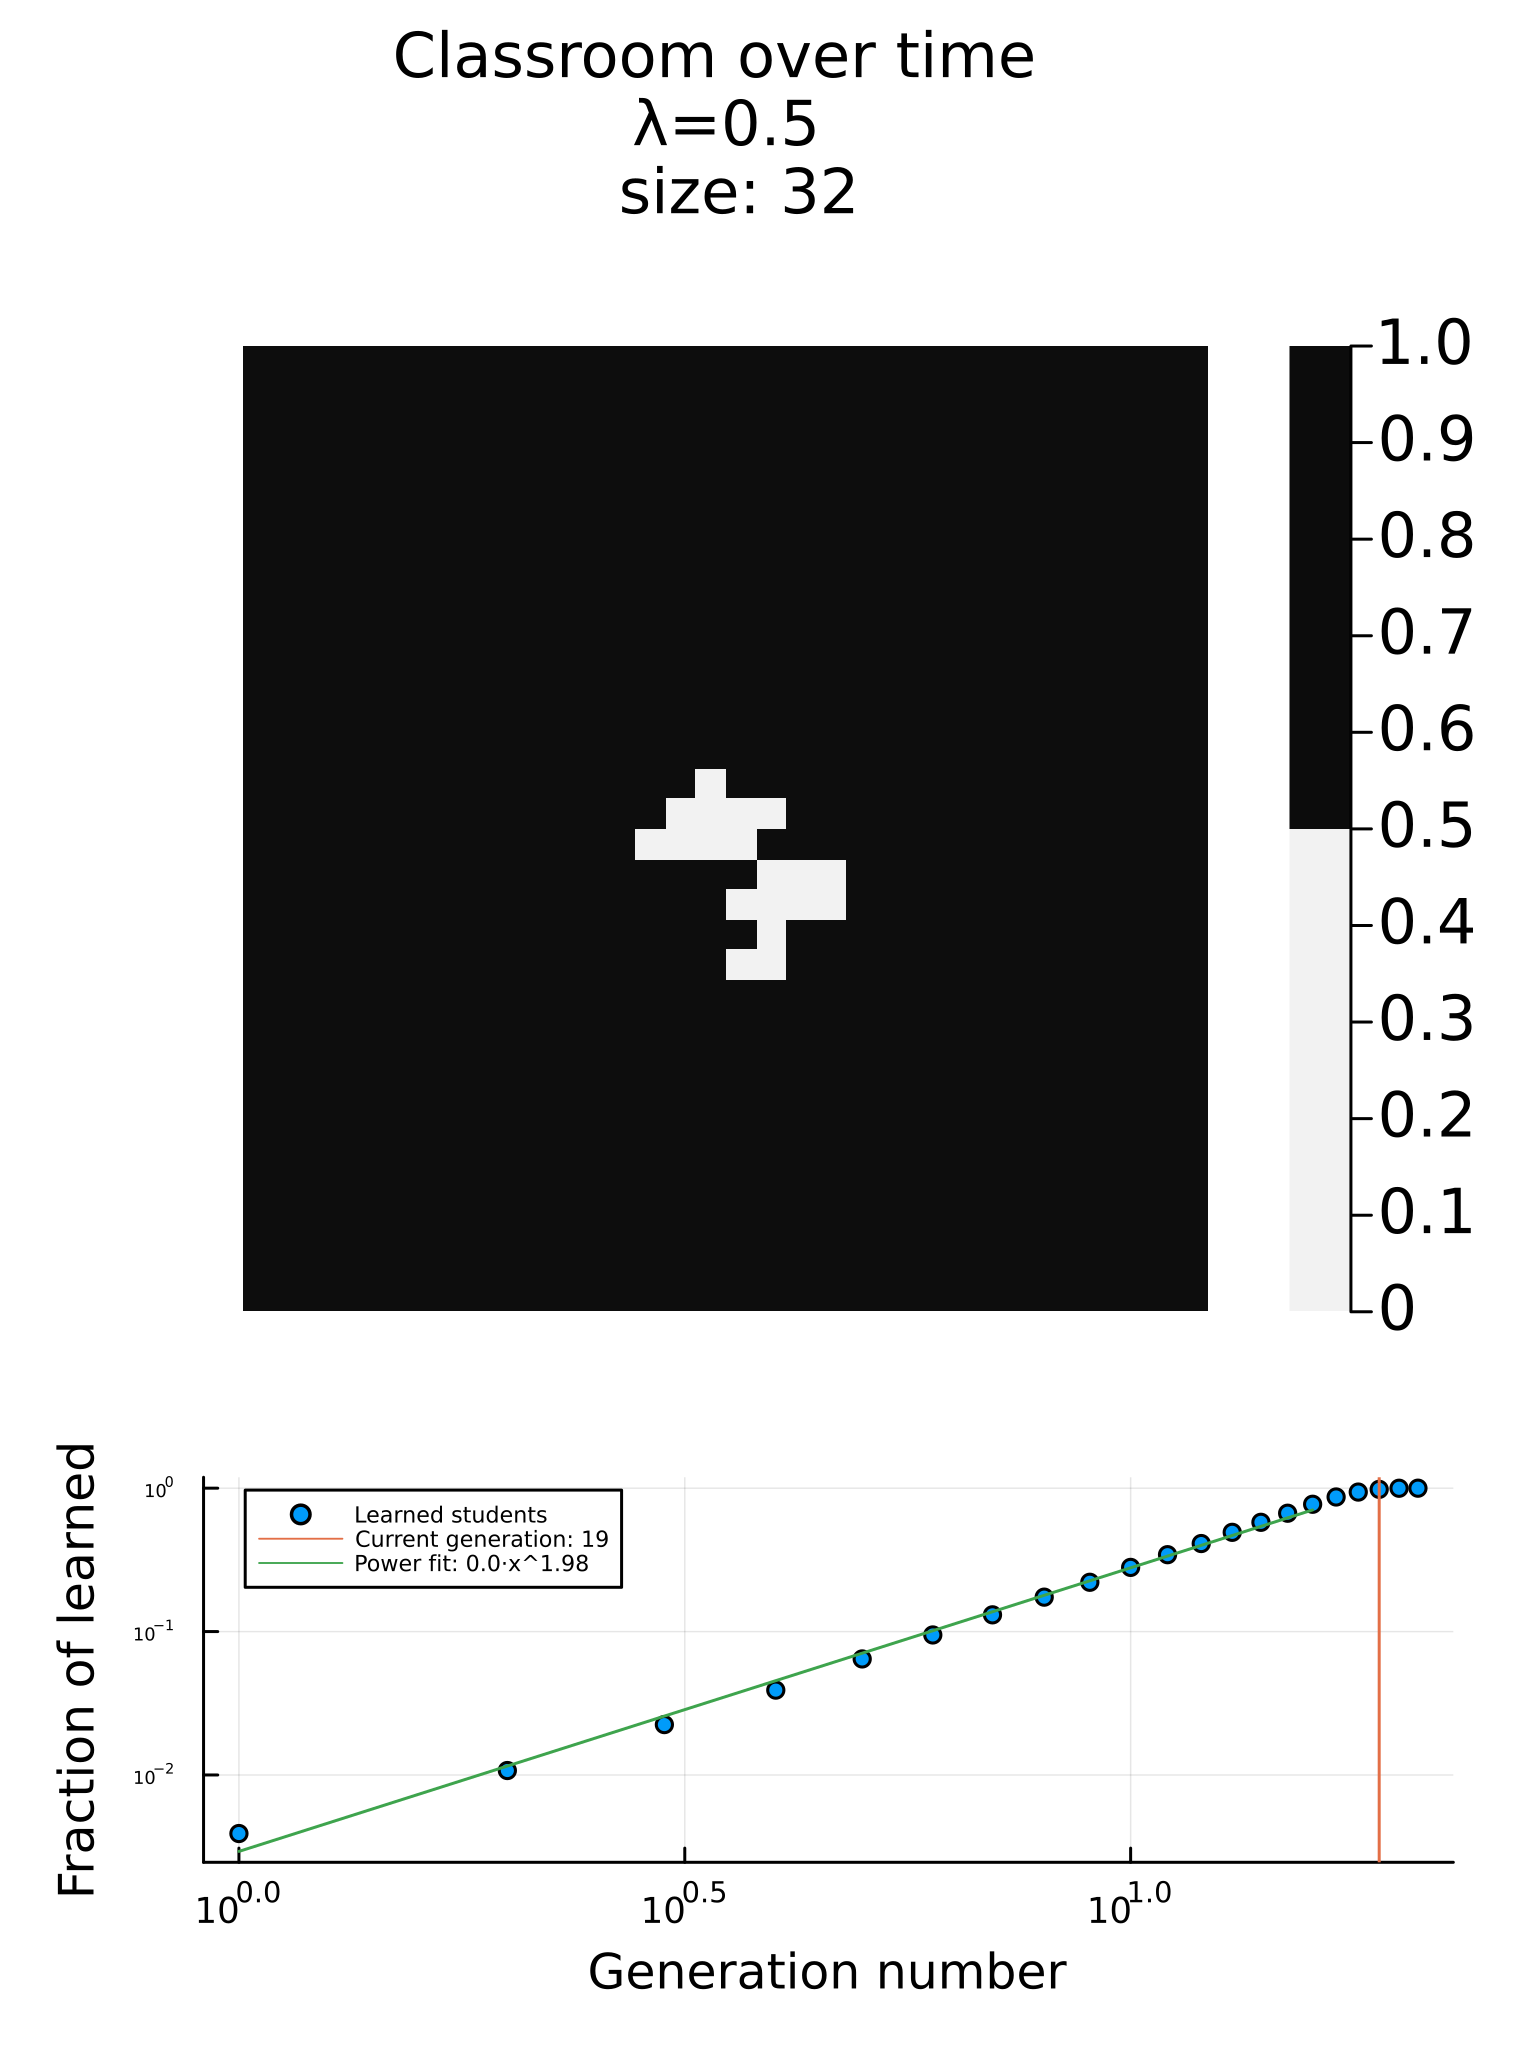 Classroom over time
λ=0.5
size: 32
1.0
0.9
0.8
0.7
0.6
0.5
0.4
0.3
0.2
0.1
0
Fraction of learned
10^0
10^-1
10^-2
Learned students
Current generation: 19
Power fit: 0.0·x^1.98
10^0.0
10^0.5
10^1.0
Generation number